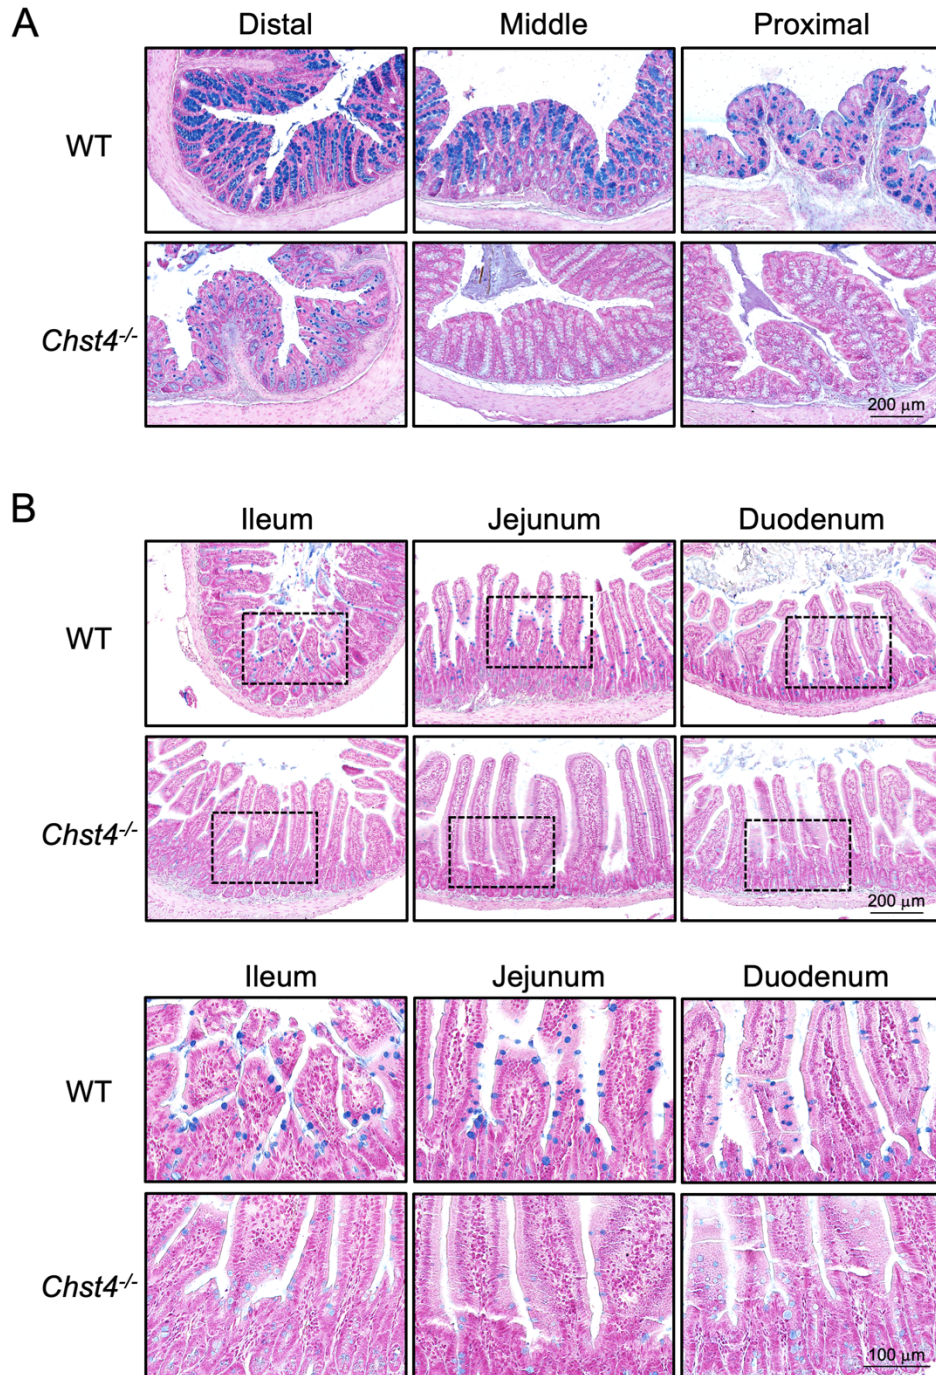 A
Distal Middle Proximal
WT
Chst4-/-
200 μm
B
Ileum Jejunum Duodenum
WT
Chst4-/-
200 μm
Ileum Jejunum Duodenum
WT
Chst4-/-
100 μm